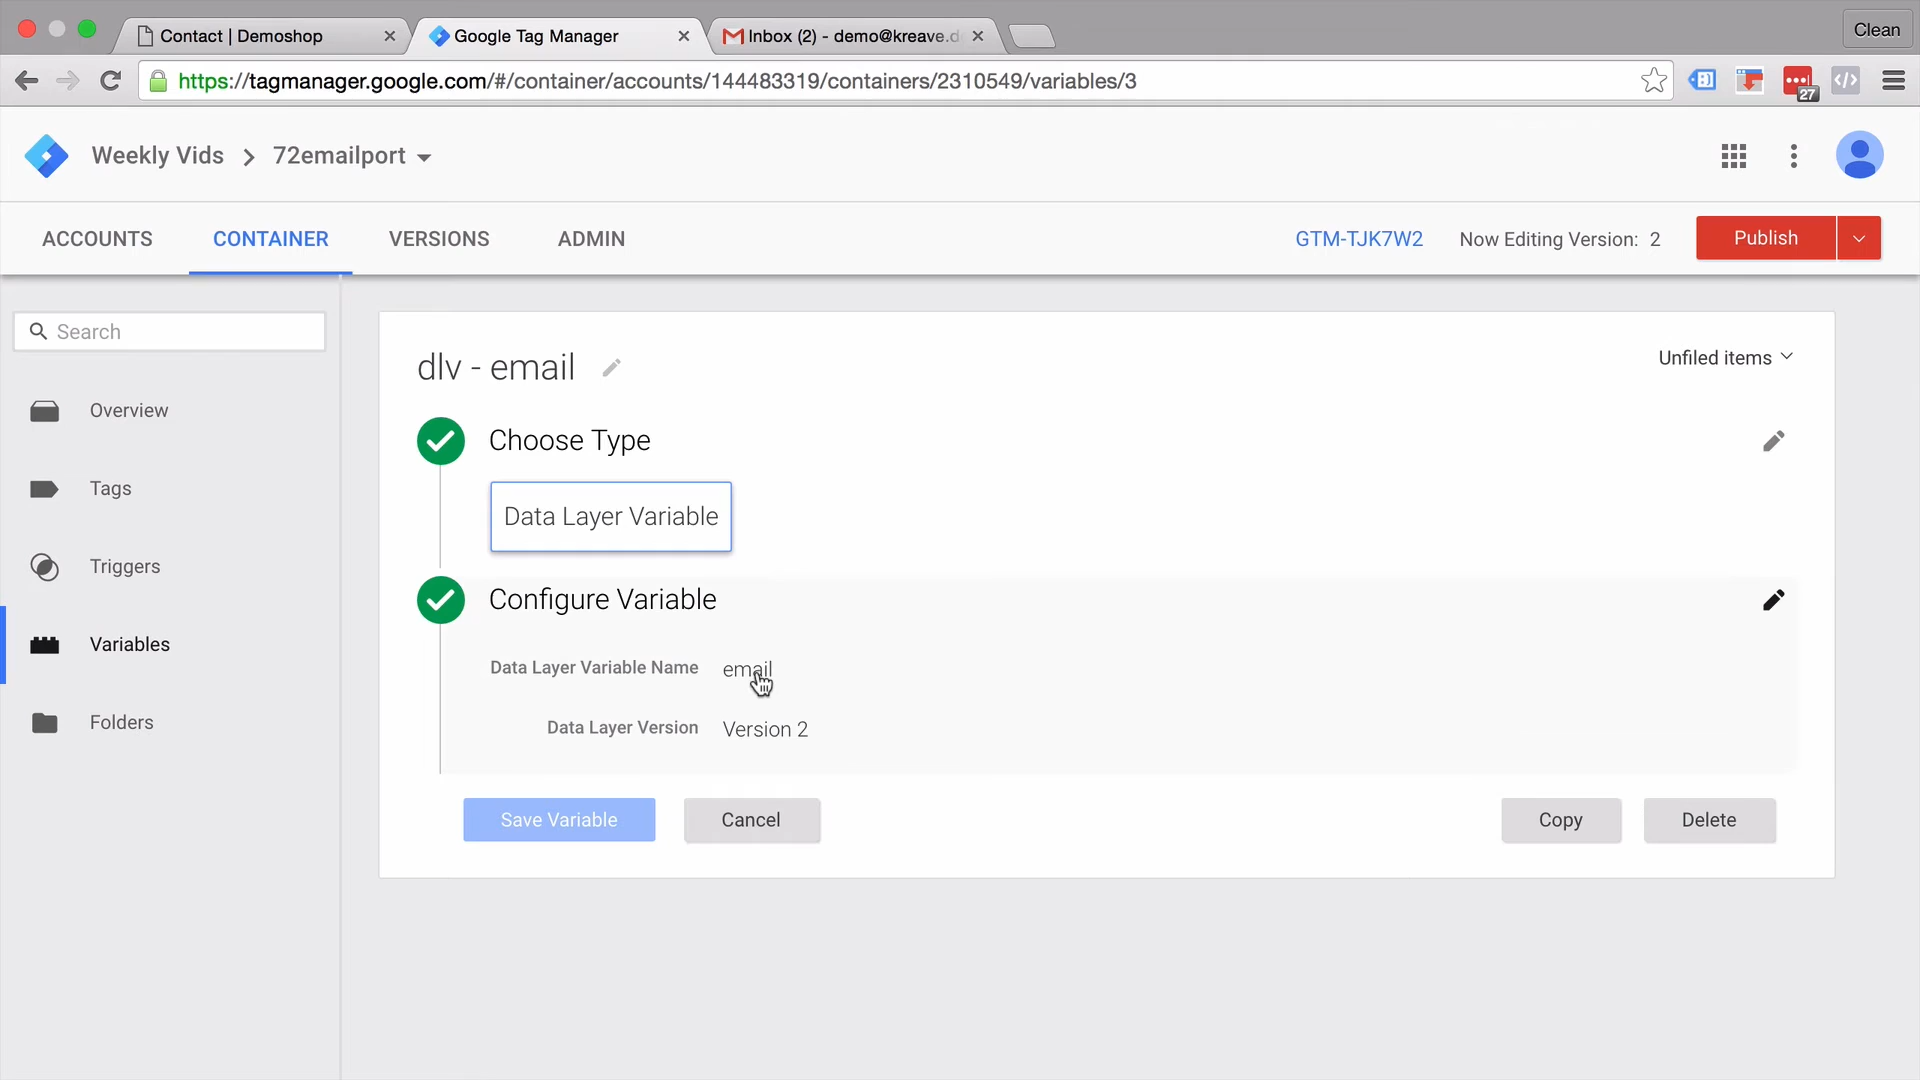 Contact | Demoshop
Google Tag Manager
Inbox (2) - demo@kreave.d
Clean
https://tagmanager.google.com/#/container/accounts/144483319/containers/2310549/variables/3
27
Weekly Vids > 72emailport
ACCOUNTS
CONTAINER
VERSIONS
ADMIN
GTM-TJK7W2
Now Editing Version: 2
Publish
Search
Overview
Tags
Triggers
Variables
Folders
dlv - email
Unfiled items
Choose Type
Data Layer Variable
Configure Variable
Data Layer Variable Name email
Data Layer Version Version 2
Save Variable
Cancel
Copy
Delete